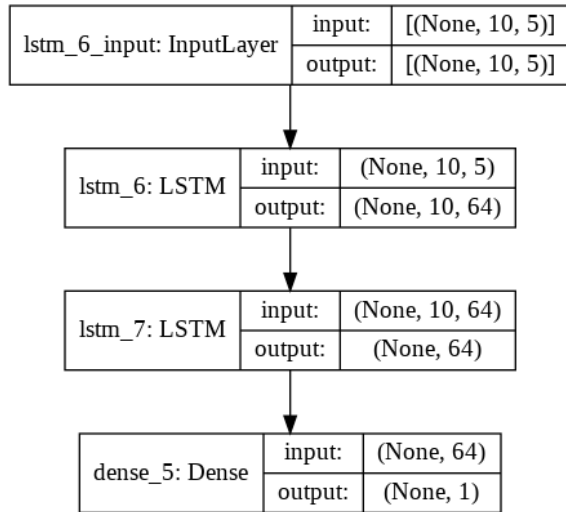 lstm_6_input: InputLayer
input: [(None, 10, 5)]
output: [(None, 10, 5)]
lstm_6: LSTM
input: (None, 10, 5)
output: (None, 10, 64)
lstm_7: LSTM
input: (None, 10, 64)
output: (None, 64)
dense_5: Dense
input: (None, 64)
output: (None, 1)